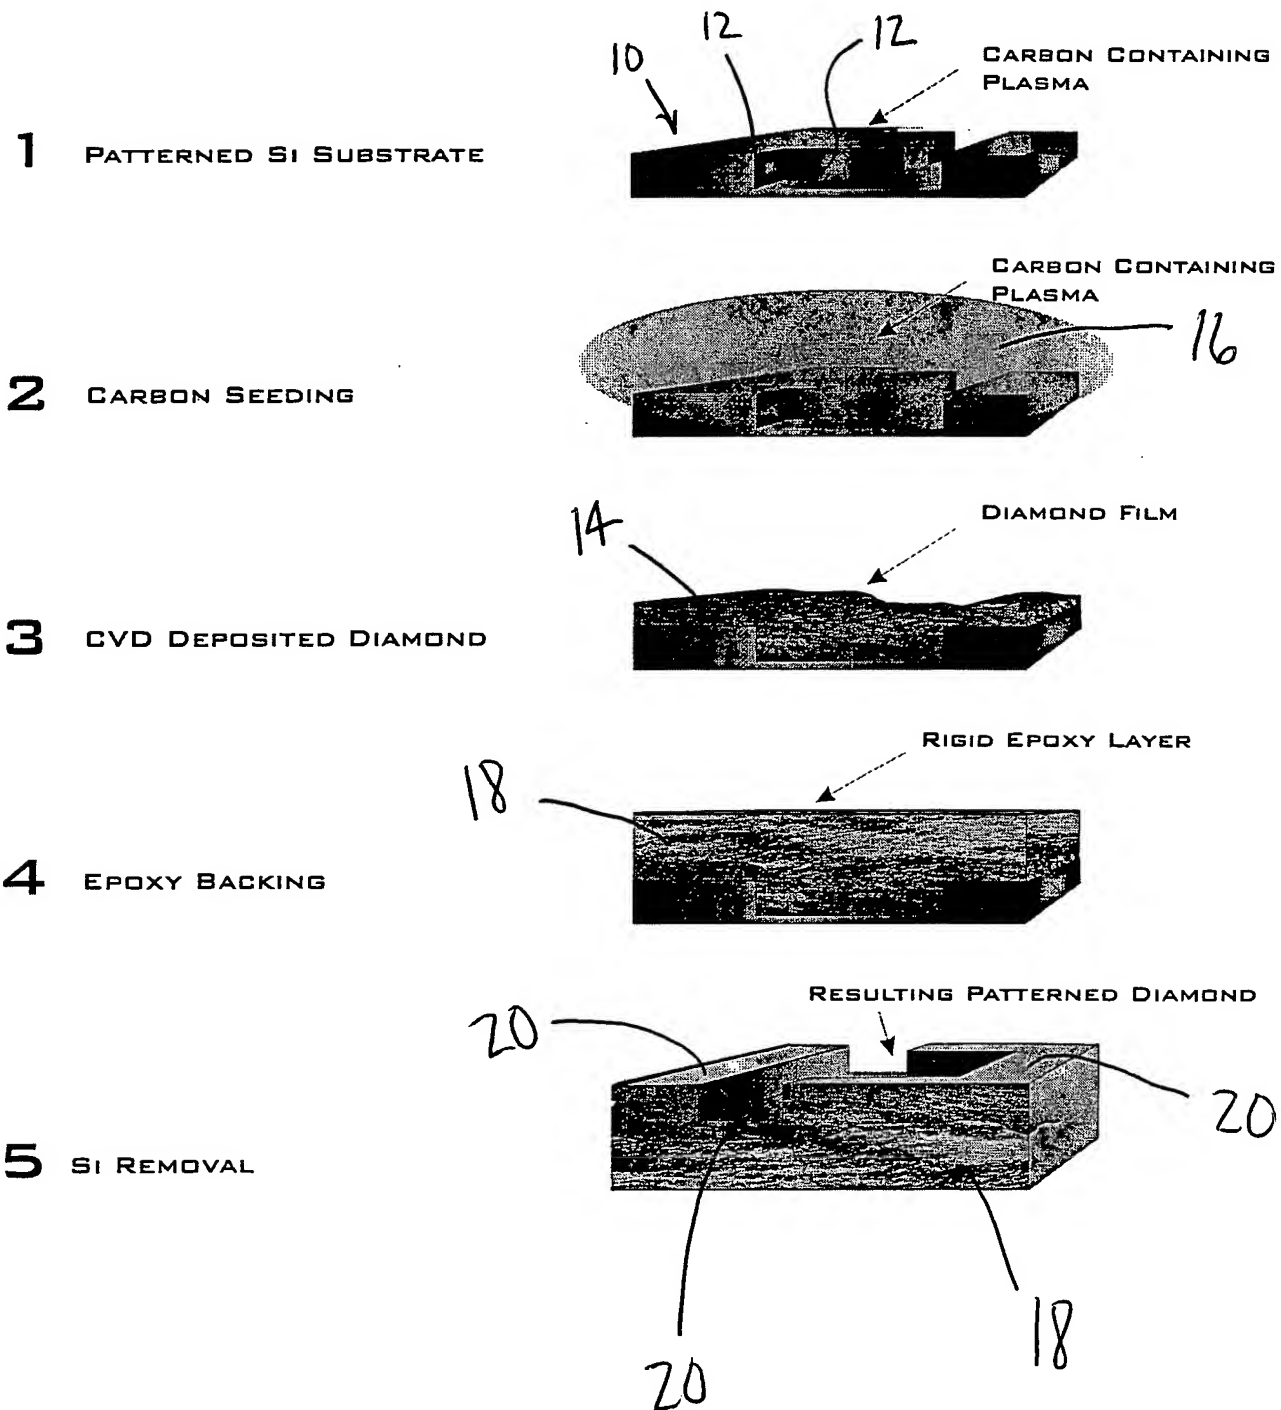 10
12
12
CARBON CONTAINING
PLASMA
1 PATTERNED SI SUBSTRATE
CARBON CONTAINING
PLASMA
16
2 CARBON SEEDING
14
DIAMOND FILM
3 CVD DEPOSITED DIAMOND
RIGID EPOXY LAYER
18
4 EPOXY BACKING
RESULTING PATTERNED DIAMOND
20
20
5 SI REMOVAL
20
18